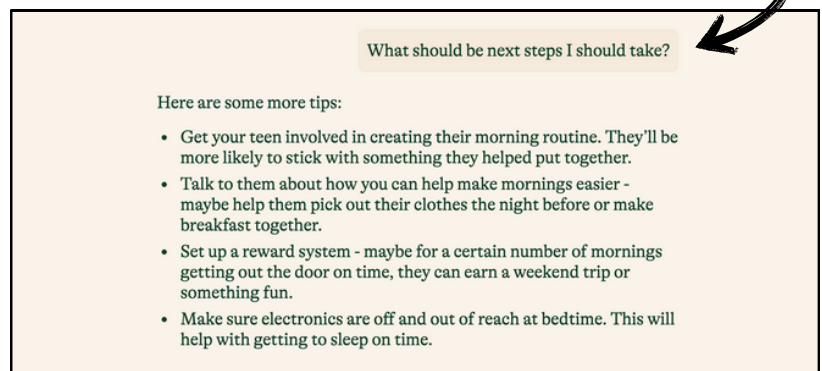 What should be next steps I should take?
Here are some more tips:
• Get your teen involved in creating their morning routine. They'll be
more likely to stick with something they helped put together.
• Talk to them about how you can help make mornings easier -
maybe help them pick out their clothes the night before or make
breakfast together.
• Set up a reward system - maybe for a certain number of mornings
getting out the door on time, they can earn a weekend trip or
something fun.
• Make sure electronics are off and out of reach at bedtime. This will
help with getting to sleep on time.